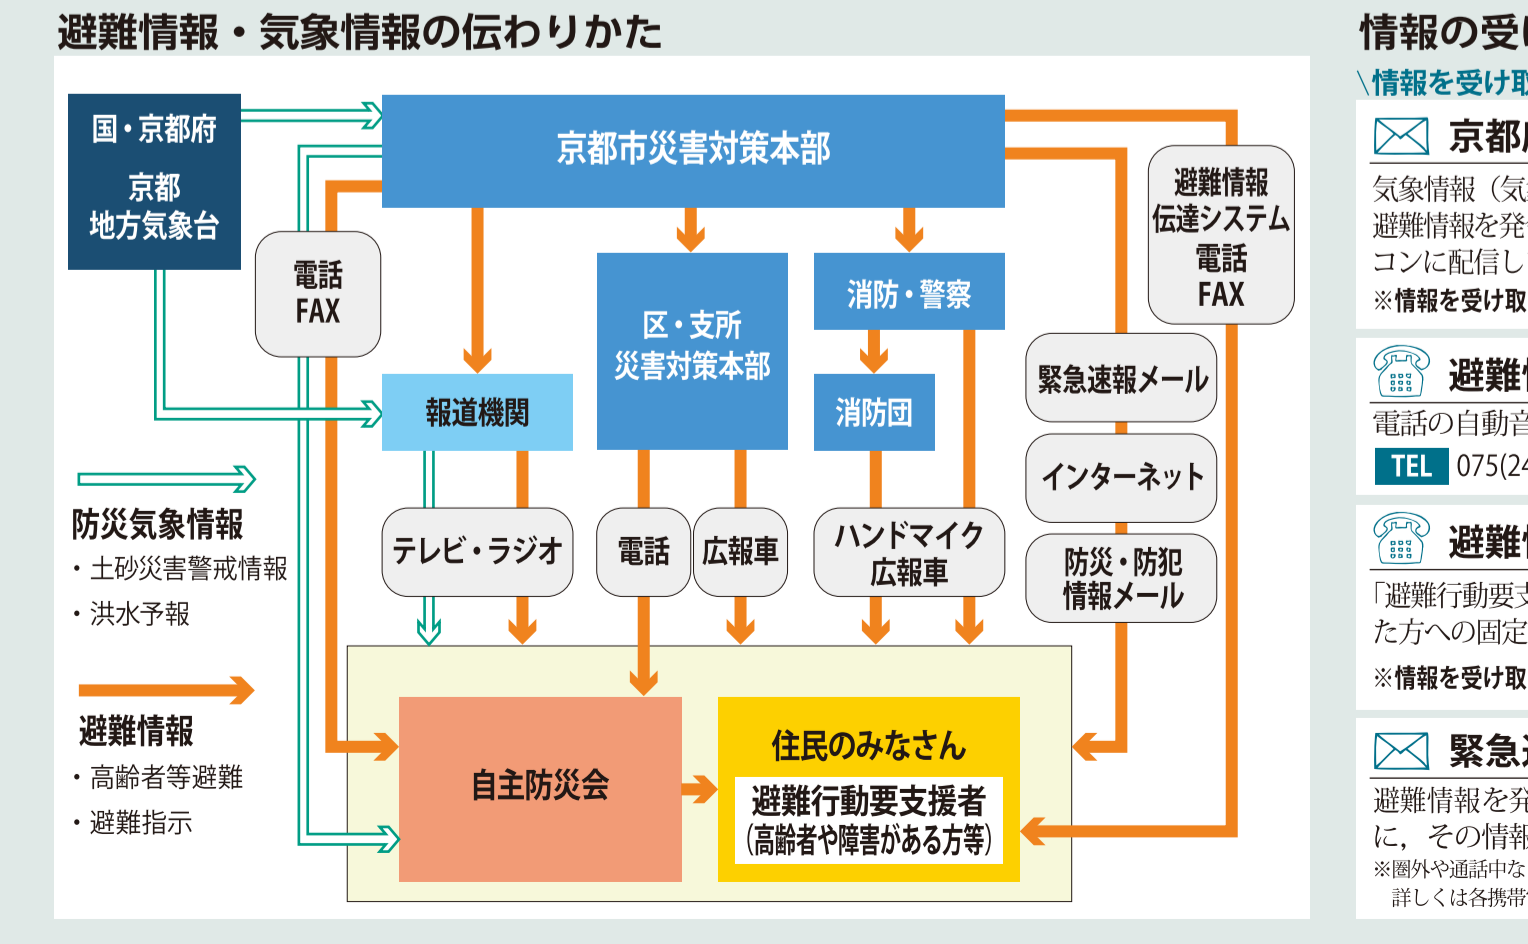 避難情報・気象情報の伝わりかた
国・京都府
京都
地方気象台
京都市災害対策本部
避難情報
伝達システム
電話
FAX
電話
FAX
消防・警察
区・支所
災害対策本部
緊急速報メール
報道機関
消防団
インターネット
防災気象情報
・土砂災害警戒情報
・洪水予報
テレビ・ラジオ
電話
広報車
ハンドマイク
広報車
防災・防犯
情報メール
避難情報
・高齢者等避難
・避難指示
自主防災会
住民のみなさん
避難行動要支援者
（高齢者や障害がある方等）
情報の受
\情報を受け取
京都
気象情報（気
避難情報を発
コンに配信し
※情報を受け取
避難
電話の自動音
TEL 075(24
避難
「避難行動要支
た方への固定
※情報を受け取
緊急
避難情報を発
に，その情報
※圏外や通話中な
詳しくは各携帯